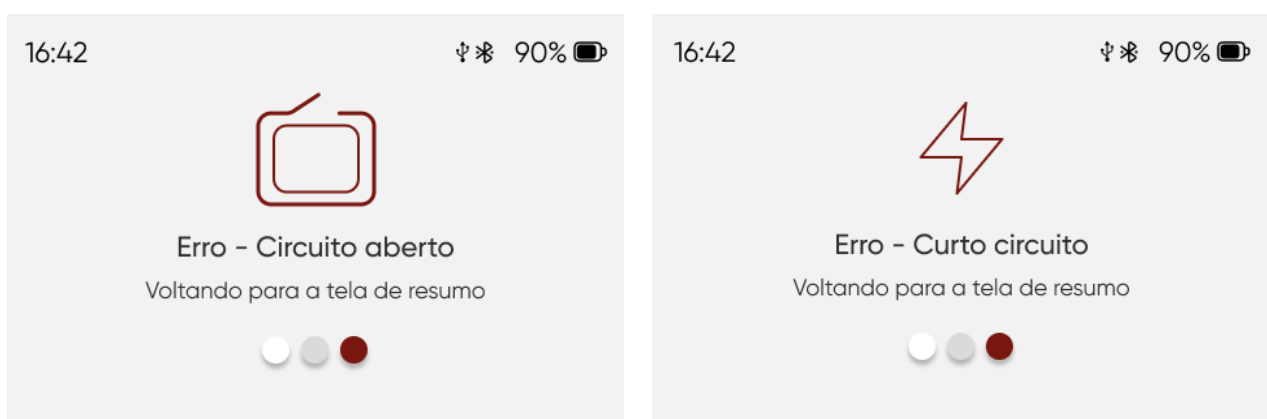 16:42 90%
Erro - Circuito aberto
Voltando para a tela de resumo
16:42 90%
Erro - Curto circuito
Voltando para a tela de resumo